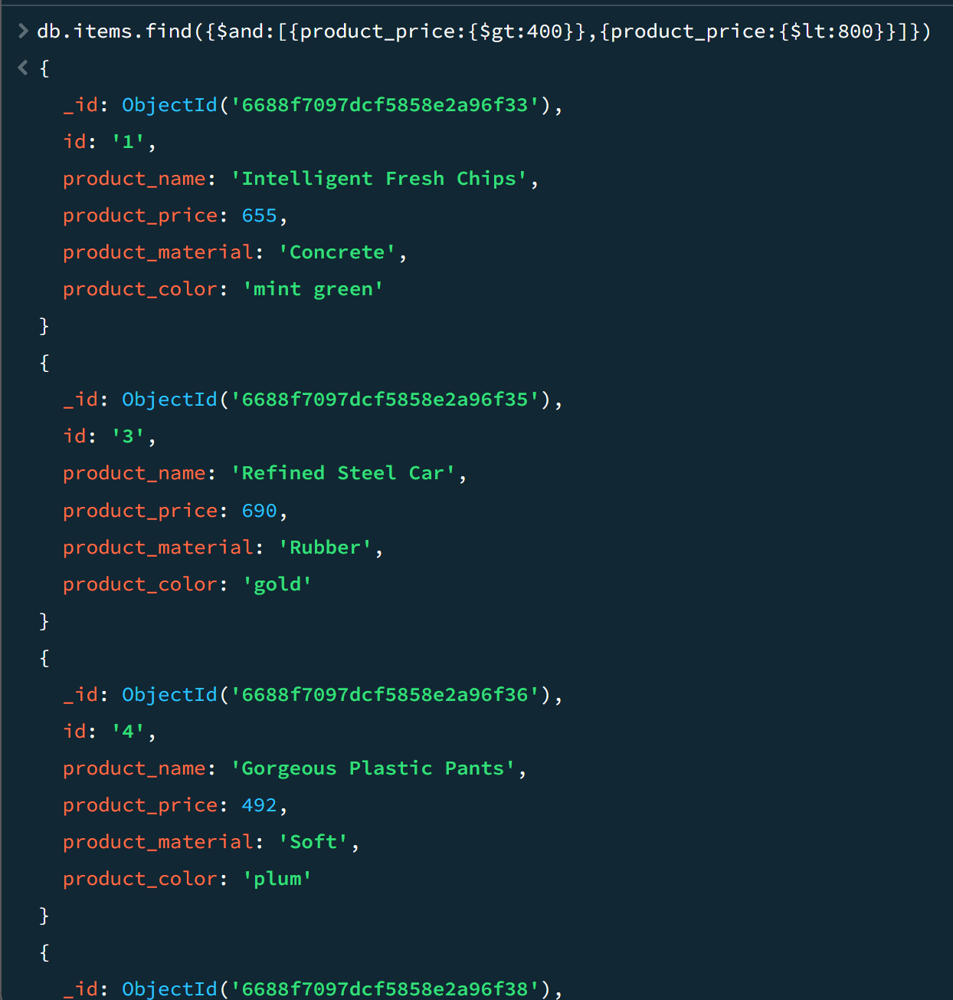 > db.items.find({$and:[{product_price:{$gt:400}},{product_price:{$lt:800}}]})
< {
_id: ObjectId('6688f7097dcf5858e2a96f33'),
id: '1',
product_name: 'Intelligent Fresh Chips',
product_price: 655,
product_material: 'Concrete',
product_color: 'mint green'
}
{
_id: ObjectId('6688f7097dcf5858e2a96f35'),
id: '3',
product_name: 'Refined Steel Car',
product_price: 690,
product_material: 'Rubber',
product_color: 'gold'
}
{
_id: ObjectId('6688f7097dcf5858e2a96f36'),
id: '4',
product_name: 'Gorgeous Plastic Pants',
product_price: 492,
product_material: 'Soft',
product_color: 'plum'
}
{
_id: ObjectId('6688f7097dcf5858e2a96f38'),